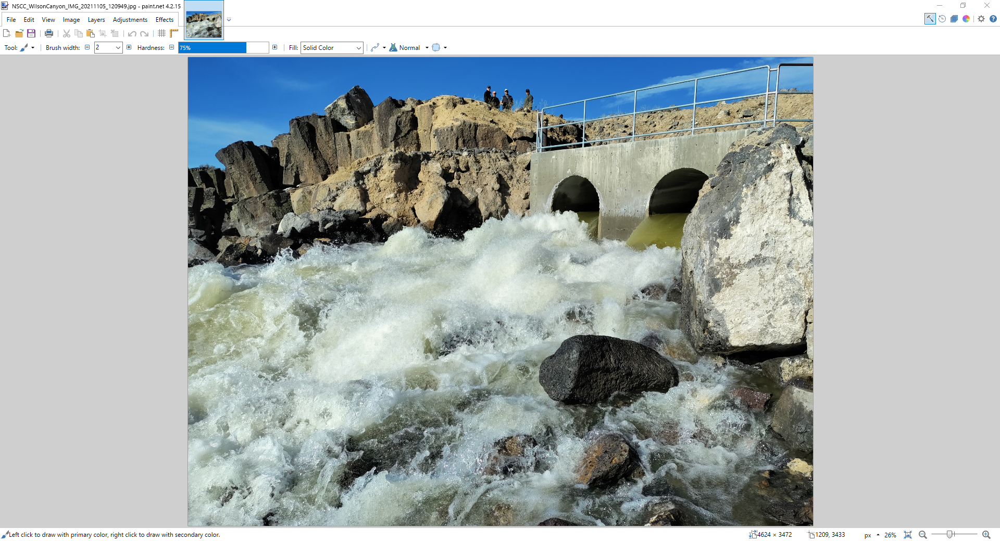 NSCC_WilsonCanyon_IMG_20211105_120949.jpg - paint.net 4.2.15
File Edit View Image Layers Adjustments Effects
Tool: Brush width: 2 Hardness: 75% Fill: Solid Color Normal
Left click to draw with primary color, right click to draw with secondary color. 4624 × 3472 1209, 3433 px 26%